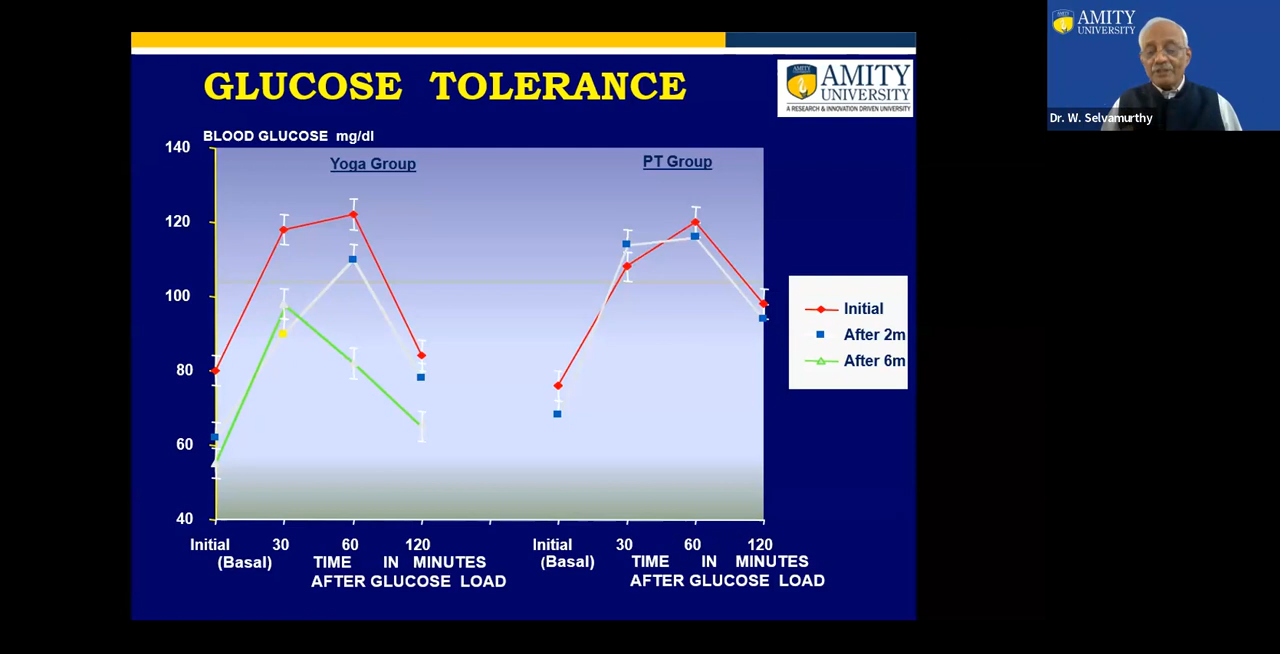 GLUCOSE TOLERANCE
AMITY
UNIVERSITY
A RESEARCH & INNOVATION DRIVEN UNIVERSITY
AMITY
UNIVERSITY
Dr. W. Selvamurthy
BLOOD GLUCOSE mg/dl
140
120
100
80
60
40
Yoga Group
PT Group
Initial
After 2m
After 6m
Initial 30 60 120
(Basal) TIME IN MINUTES
AFTER GLUCOSE LOAD
Initial 30 60 120
(Basal) TIME IN MINUTES
AFTER GLUCOSE LOAD